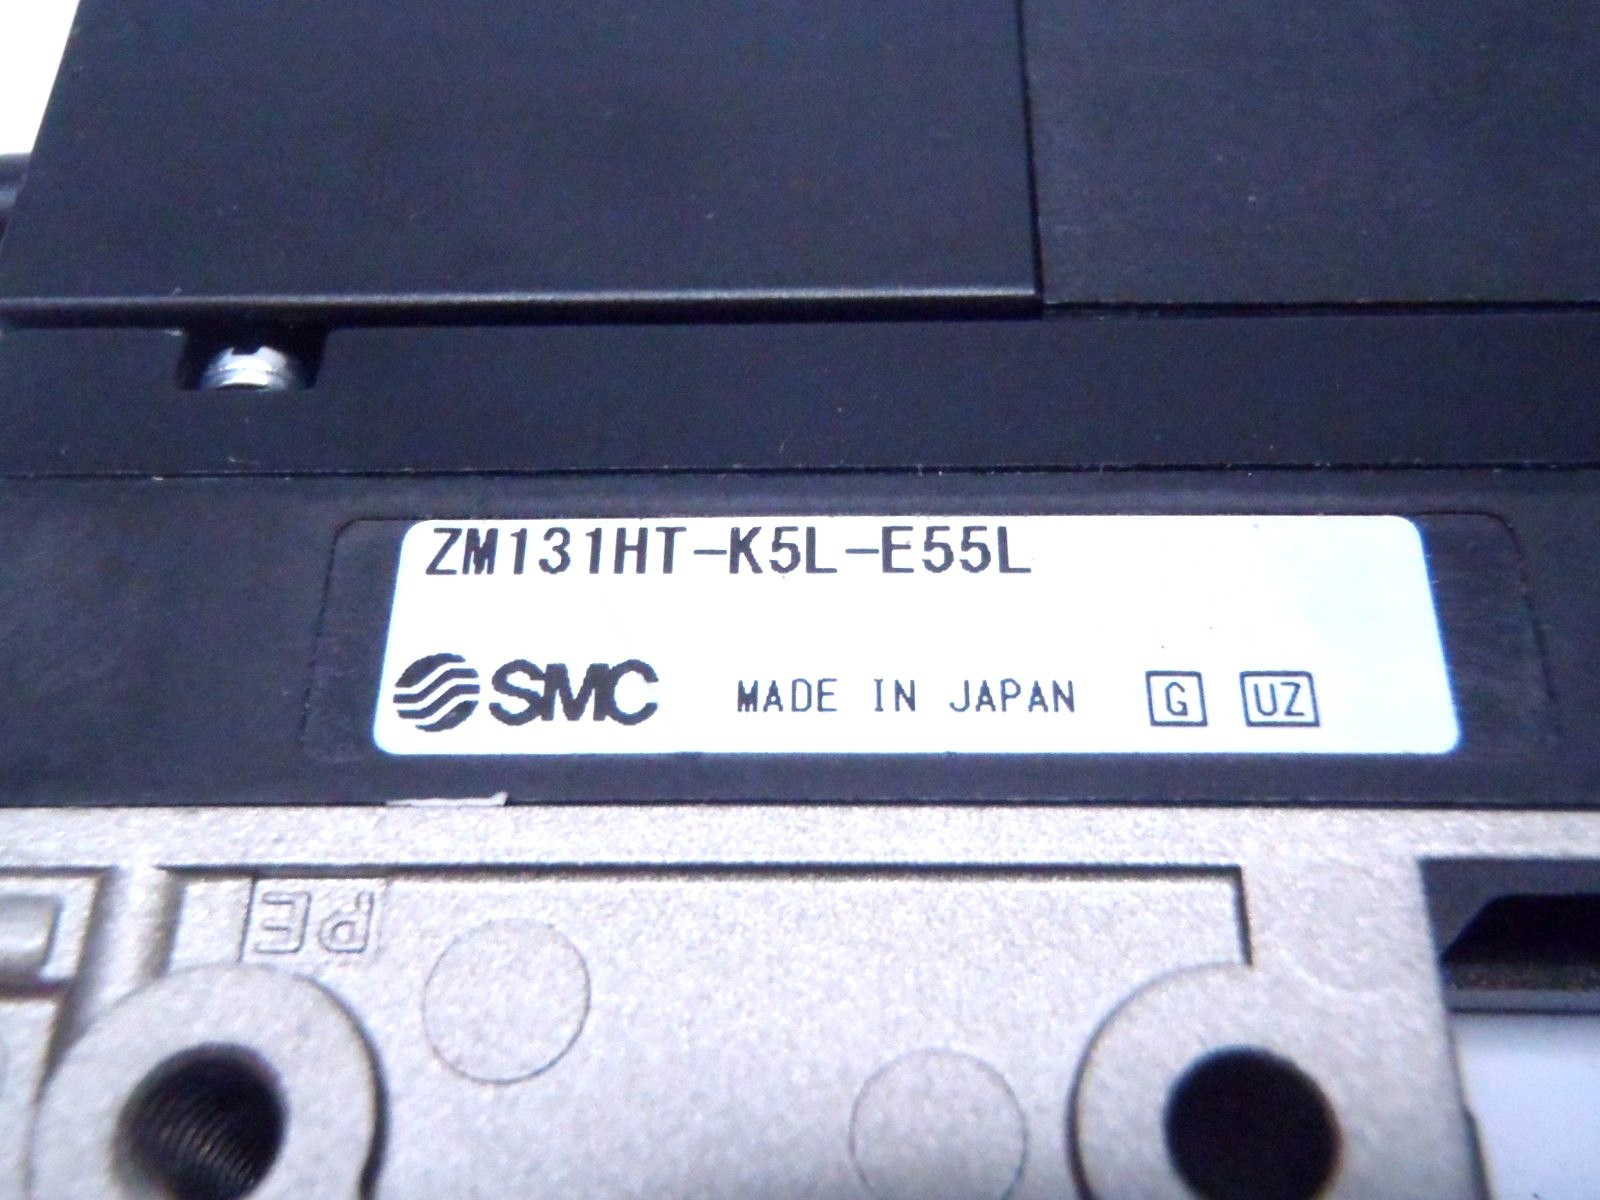 ZM131HT-K5L-E55L
SMC MADE IN JAPAN G UZ
PE